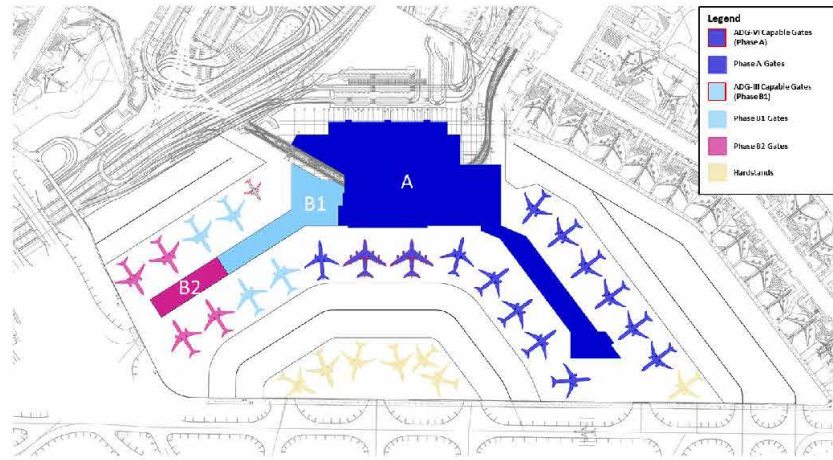 Legend
ADG-VI Capable Gates
(Phase A)
Phase A Gates
ADG-III Capable Gates
(Phase B1)
Phase B1 Gates
Phase B2 Gates
Hardstands
A
B1
B2